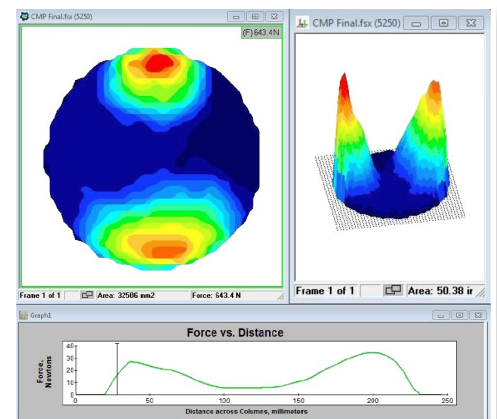 CMP Final.fsx (5250)
(F) 643.4 N
Frame 1 of 1
Area: 32506 mm2
Force: 643.4 N
CMP Final.fsx (5250)
Frame 1 of 1
Area: 50.38 ir
Graph1
Force vs. Distance
Force,
Newtons
40
30
20
10
0
0 50 100 150 200 250
Distance across Columes, millimeters